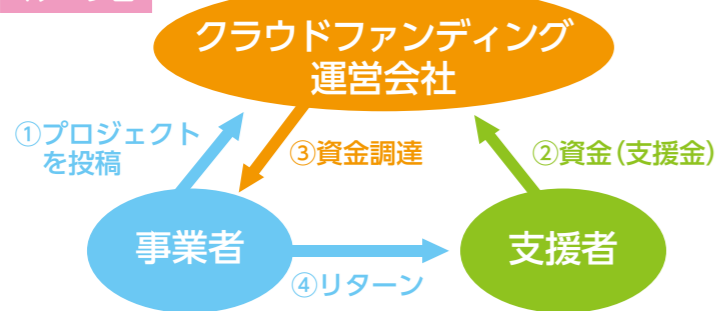 クラウドファンディング
運営会社
①プロジェクト
を投稿
③資金調達
②資金(支援金)
事業者
支援者
④リターン